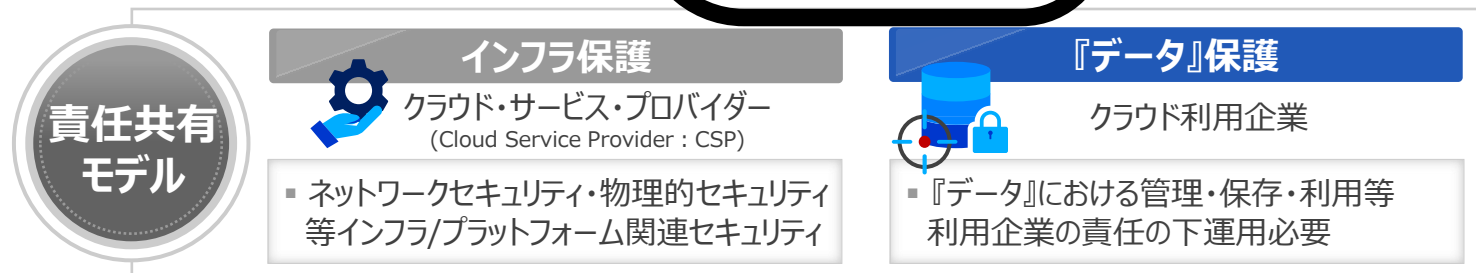 責任共有
モデル
インフラ保護
クラウド・サービス・プロバイダー
(Cloud Service Provider : CSP)
▪ ネットワークセキュリティ・物理的セキュリティ
等インフラ/プラットフォーム関連セキュリティ
『データ』保護
クラウド利用企業
▪ 『データ』における管理・保存・利用等
利用企業の責任の下運用必要